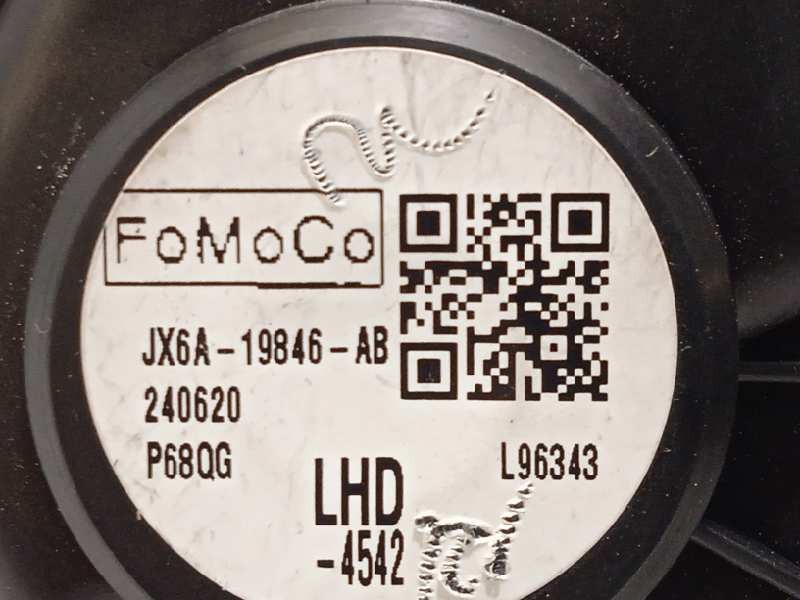 FoMoCo
JX6A-19846-AB
240620
P68QG
L96343
LHD
-4542